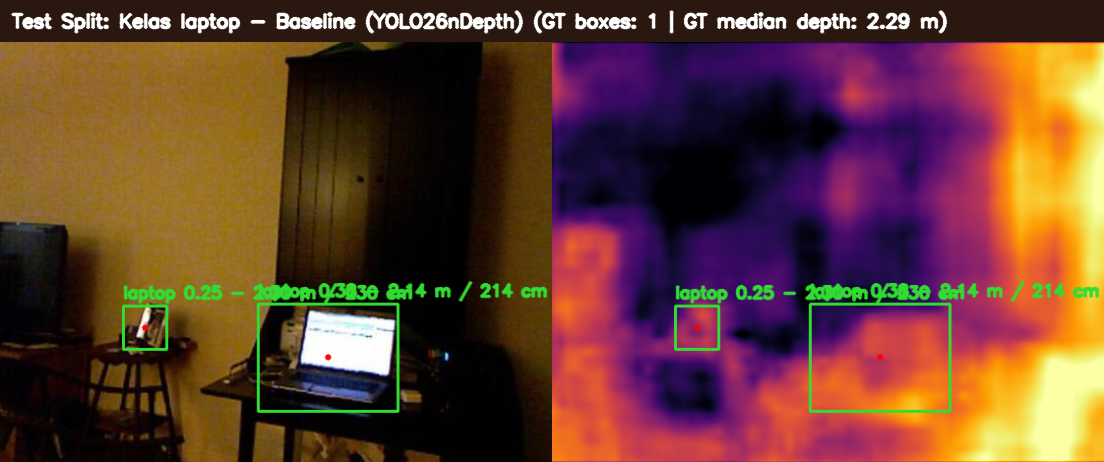 Test Split: Kelas laptop – Baseline (YOLO26nDepth) (GT boxes: 1 | GT median depth: 2.29 m)
laptop 0.25 – 2.14 m / 214 cm
laptop 0.25 – 2.14 m / 214 cm